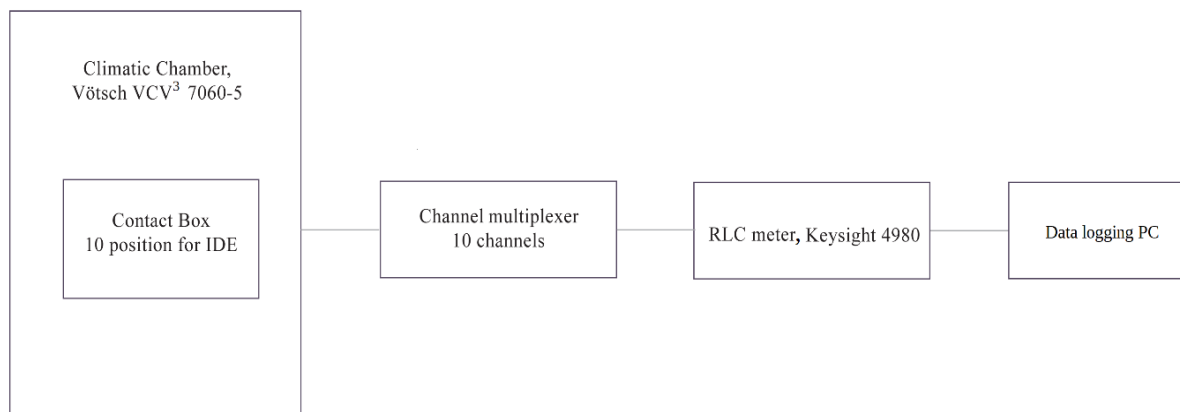 Climatic Chamber,
Vötsch VCV³ 7060-5
Contact Box
10 position for IDE
Channel multiplexer
10 channels
RLC meter, Keysight 4980
Data logging PC